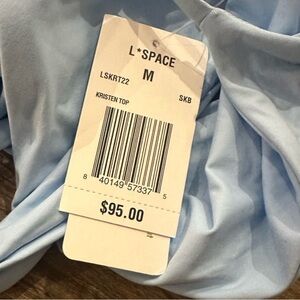 L*SPACE
M
LSKRT22
KRISTEN TOP SKB
8 40149 57337 5
$95.00